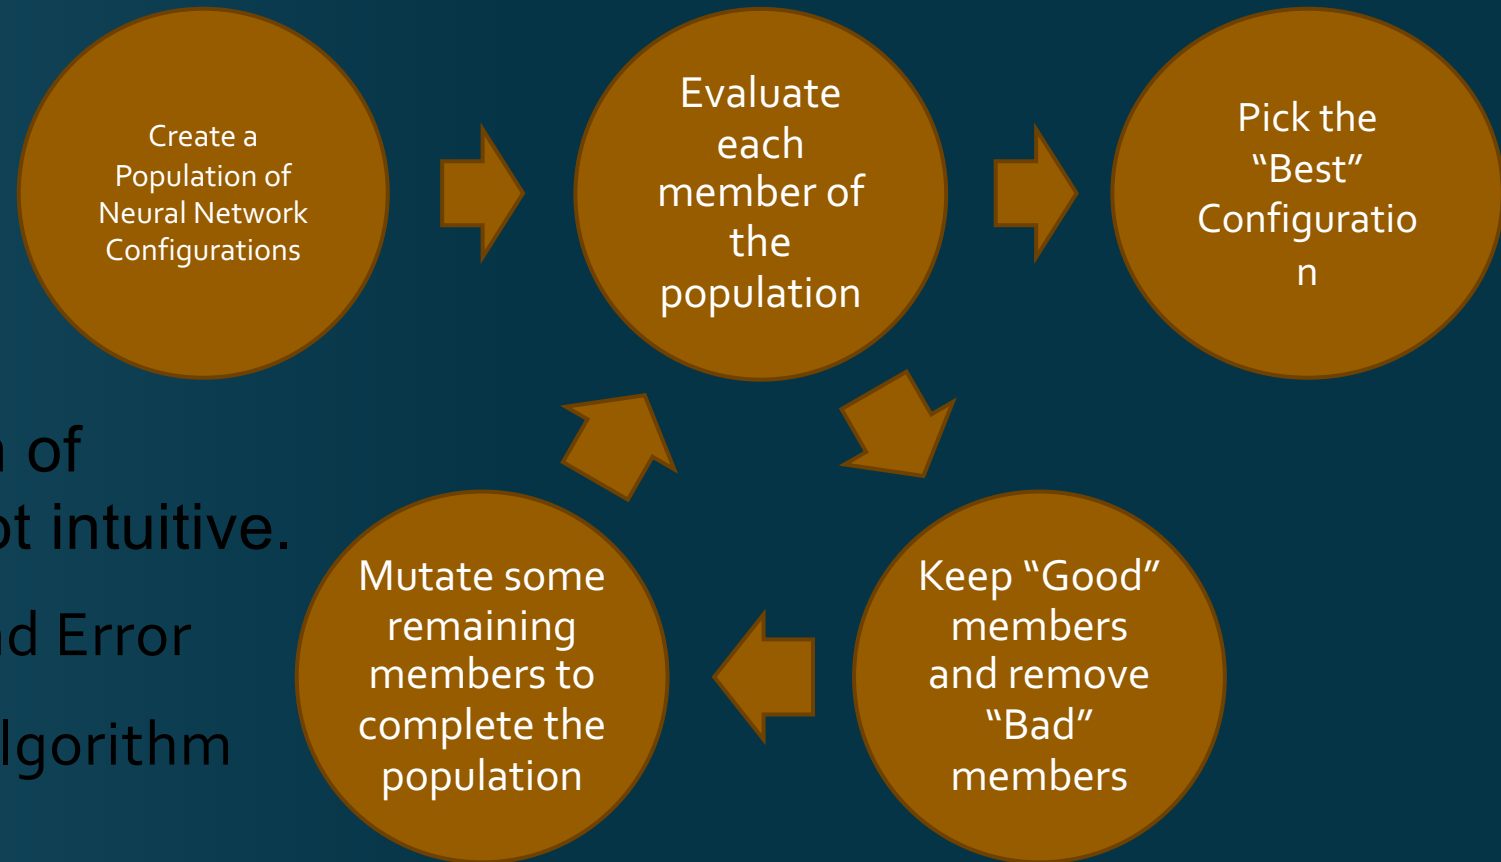 Create a
Population of
Neural Network
Configurations
Evaluate
each
member of
the
population
Pick the
“Best”
Configuratio
n
of
intuitive.
Error
Mutate some
remaining
members to
complete the
population
Keep “Good”
members
and remove
“Bad”
members